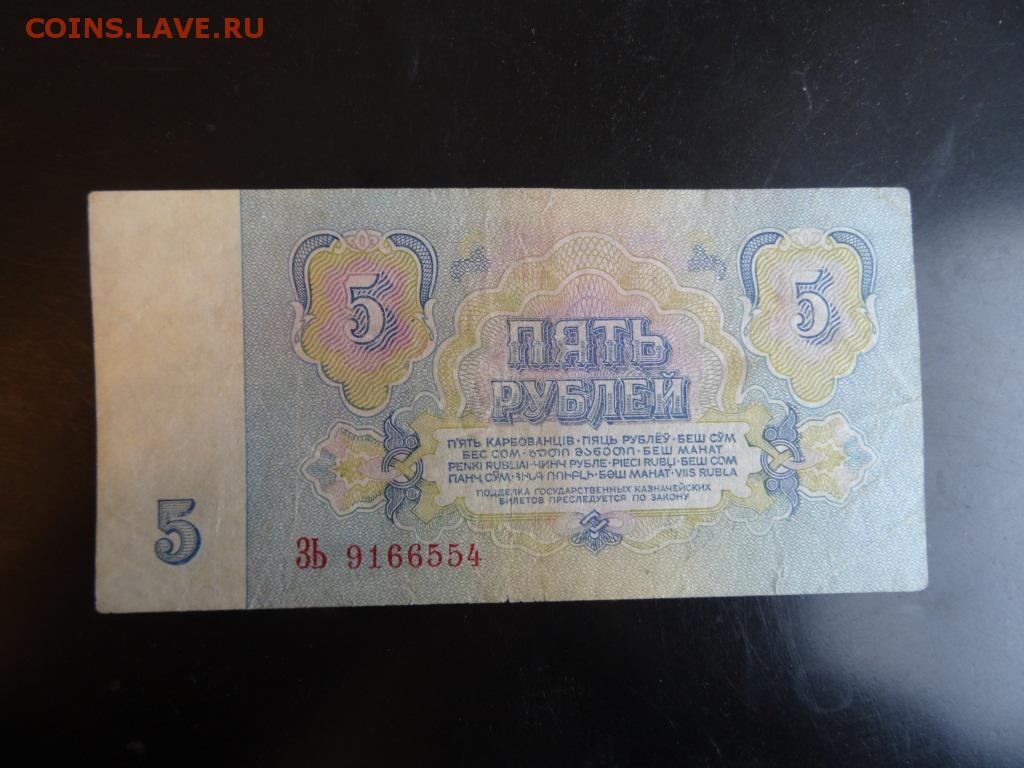 COINS.LAVE.RU
5 5
ПЯТЬ
РУБЛЕЙ
П'ЯТЬ КАРБОВАНЦІВ · ПЯЦЬ РУБЛЁЎ · БЕШ СЎМ
БЕС СОМ · ᲮᲣᲗᲘ ᲛᲐᲜᲔᲗᲘ · БЕШ МАНАТ
PENKI RUBLIAI · ЧИНЧ РУБЛЕ · PIECI RUBĻI · БЕШ СОМ
ПАНҶ СЎМ · ՀԻՆԳ ՌՈՒԲԼԻ · БӘШ МАНАТ · VIIS RUBLA
ПОДДЕЛКА ГОСУДАРСТВЕННЫХ КАЗНАЧЕЙСКИХ
БИЛЕТОВ ПРЕСЛЕДУЕТСЯ ПО ЗАКОНУ
5
ЗЬ 9166554